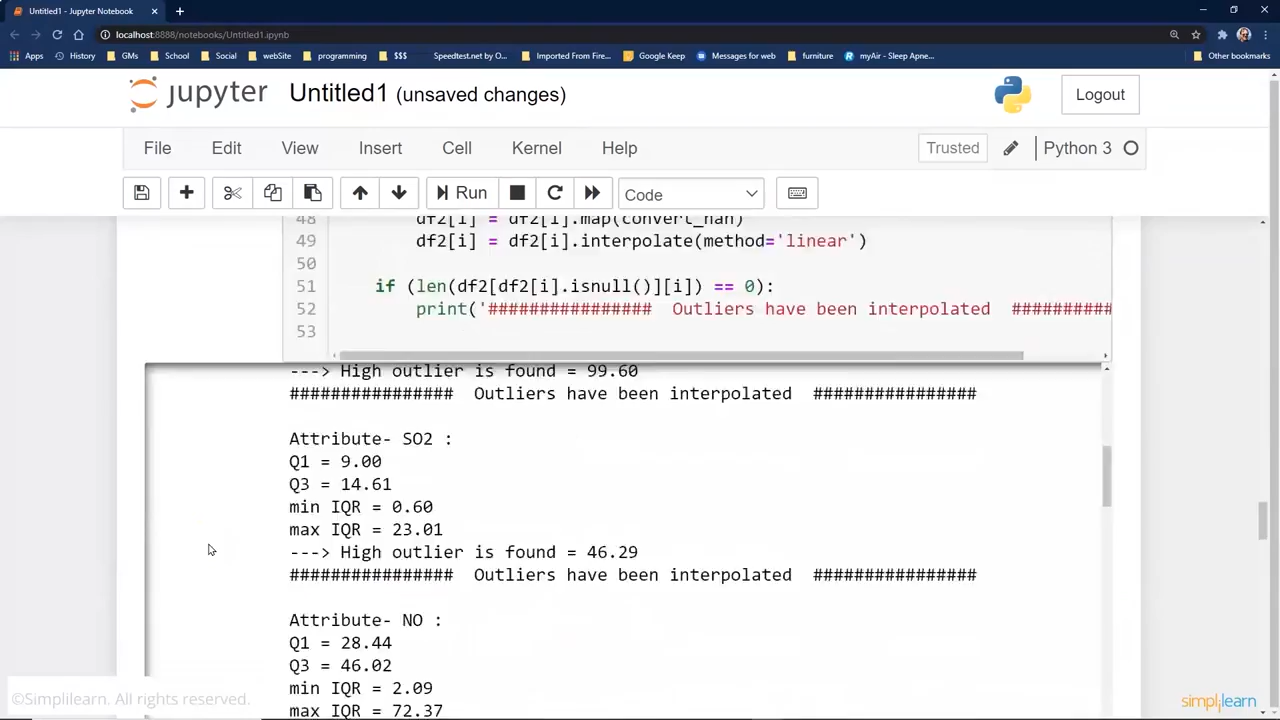 Untitled1 - Jupyter Notebook
localhost:8888/notebooks/Untitled1.ipynb
Apps History GMs School Social webSite programming $$$ Speedtest.net by O... Imported From Fire... Google Keep Messages for web furniture myAir - Sleep Apne... Other bookmarks
jupyter Untitled1 (unsaved changes) Logout
File Edit View Insert Cell Kernel Help Trusted Python 3
Run Code
48 df2[i] = df2[i].map(convert_nan)
49 df2[i] = df2[i].interpolate(method='linear')
50
51 if (len(df2[df2[i].isnull()][i]) == 0):
52 print('################ Outliers have been interpolated ##########
53
---> High outlier is found = 99.60
################ Outliers have been interpolated ################
Attribute- SO2 :
Q1 = 9.00
Q3 = 14.61
min IQR = 0.60
max IQR = 23.01
---> High outlier is found = 46.29
################ Outliers have been interpolated ################
Attribute- NO :
Q1 = 28.44
Q3 = 46.02
min IQR = 2.09
max IQR = 72.37
©Simplilearn. All rights reserved.
simplilearn